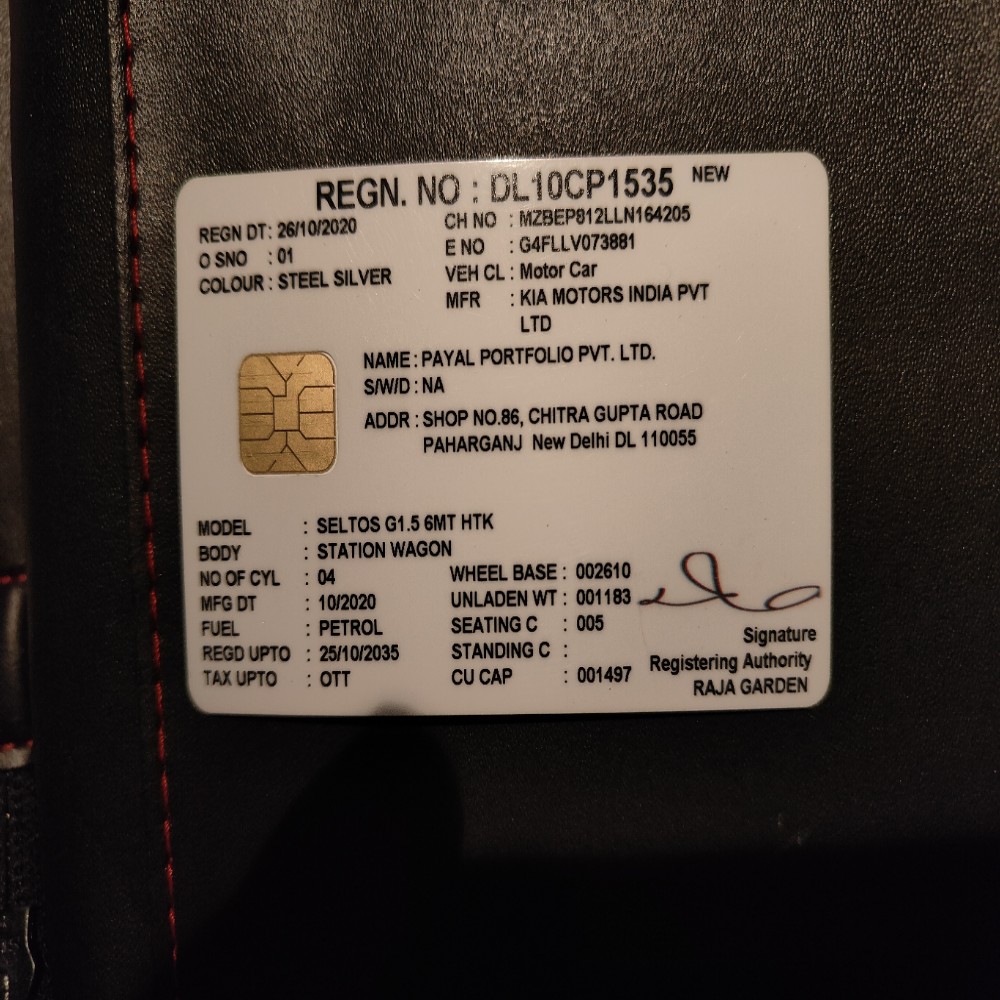 REGN. NO : DL10CP1535 NEW
REGN DT: 26/10/2020
O SNO : 01
COLOUR : STEEL SILVER
CH NO : MZBEP812LLN164205
E NO : G4FLLV073881
VEH CL : Motor Car
MFR : KIA MOTORS INDIA PVT
LTD
NAME : PAYAL PORTFOLIO PVT. LTD.
S/W/D : NA
ADDR : SHOP NO.86, CHITRA GUPTA ROAD
PAHARGANJ New Delhi DL 110055
MODEL : SELTOS G1.5 6MT HTK
BODY : STATION WAGON
NO OF CYL : 04
MFG DT : 10/2020
FUEL : PETROL
REGD UPTO : 25/10/2035
TAX UPTO : OTT
WHEEL BASE : 002610
UNLADEN WT : 001183
SEATING C : 005
STANDING C :
CU CAP : 001497
Signature
Registering Authority
RAJA GARDEN